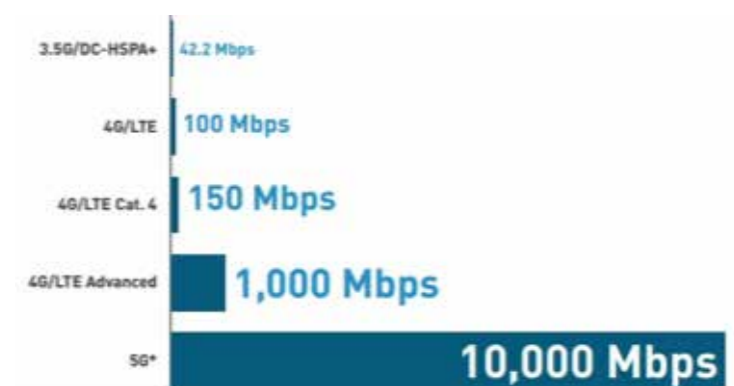 3.5G/DC-HSPA+ 42.2 Mbps
4G/LTE 100 Mbps
4G/LTE Cat. 4 150 Mbps
4G/LTE Advanced 1,000 Mbps
5G* 10,000 Mbps